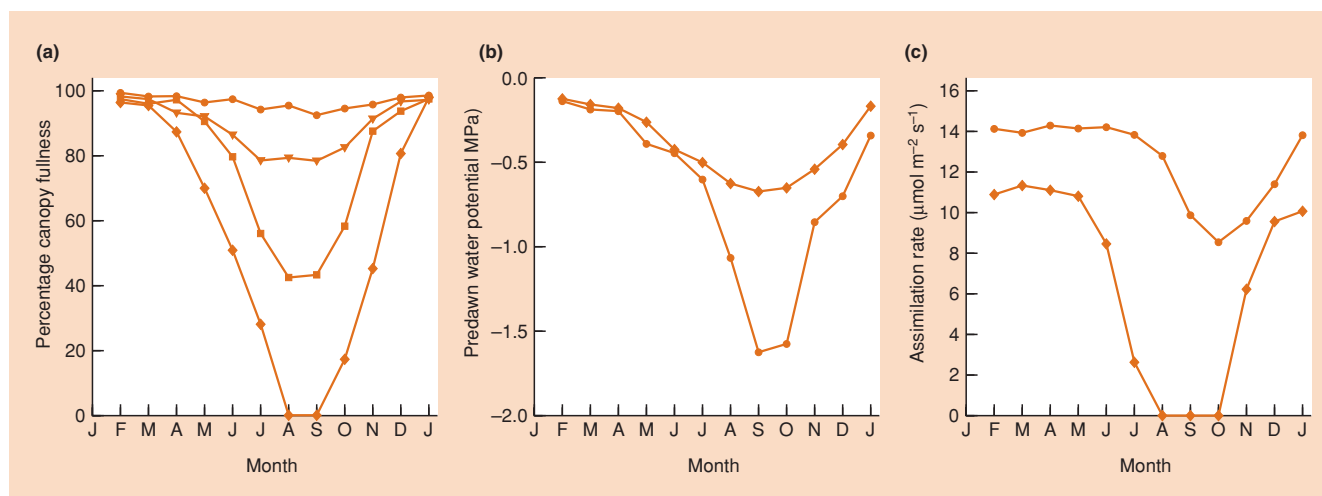 (a)
Percentage canopy fullness
100
80
60
40
20
0
J F M A M J J A S O N D J
Month
(b)
Predawn water potential MPa)
0.0
−0.5
−1.0
−1.5
−2.0
J F M A M J J A S O N D J
Month
(c)
Assimilation rate (μmol m⁻² s⁻¹)
16
14
12
10
8
6
4
2
0
J F M A M J J A S O N D J
Month